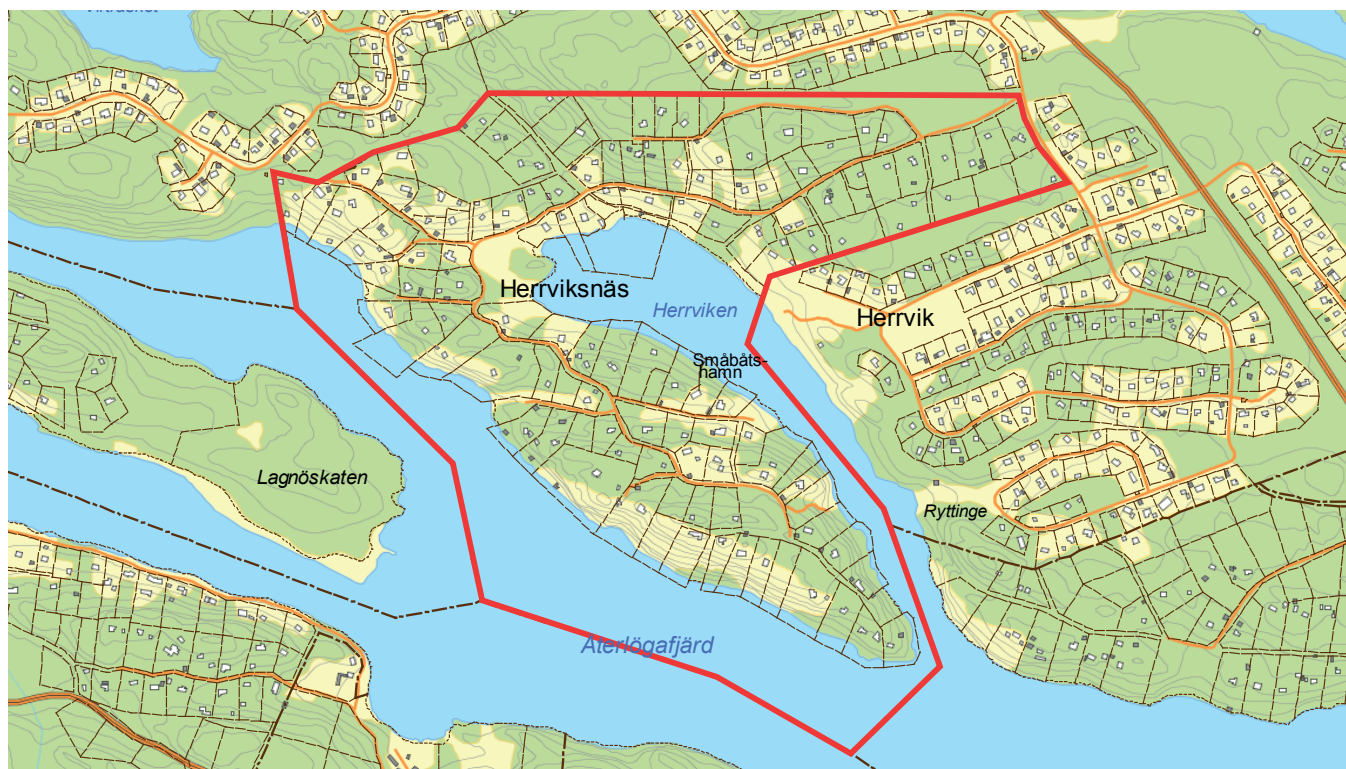 Herrviksnäs
Herrviken
Herrvik
Småbåts-
hamn
Lagnöskaten
Ryttinge
Återlögafjärd